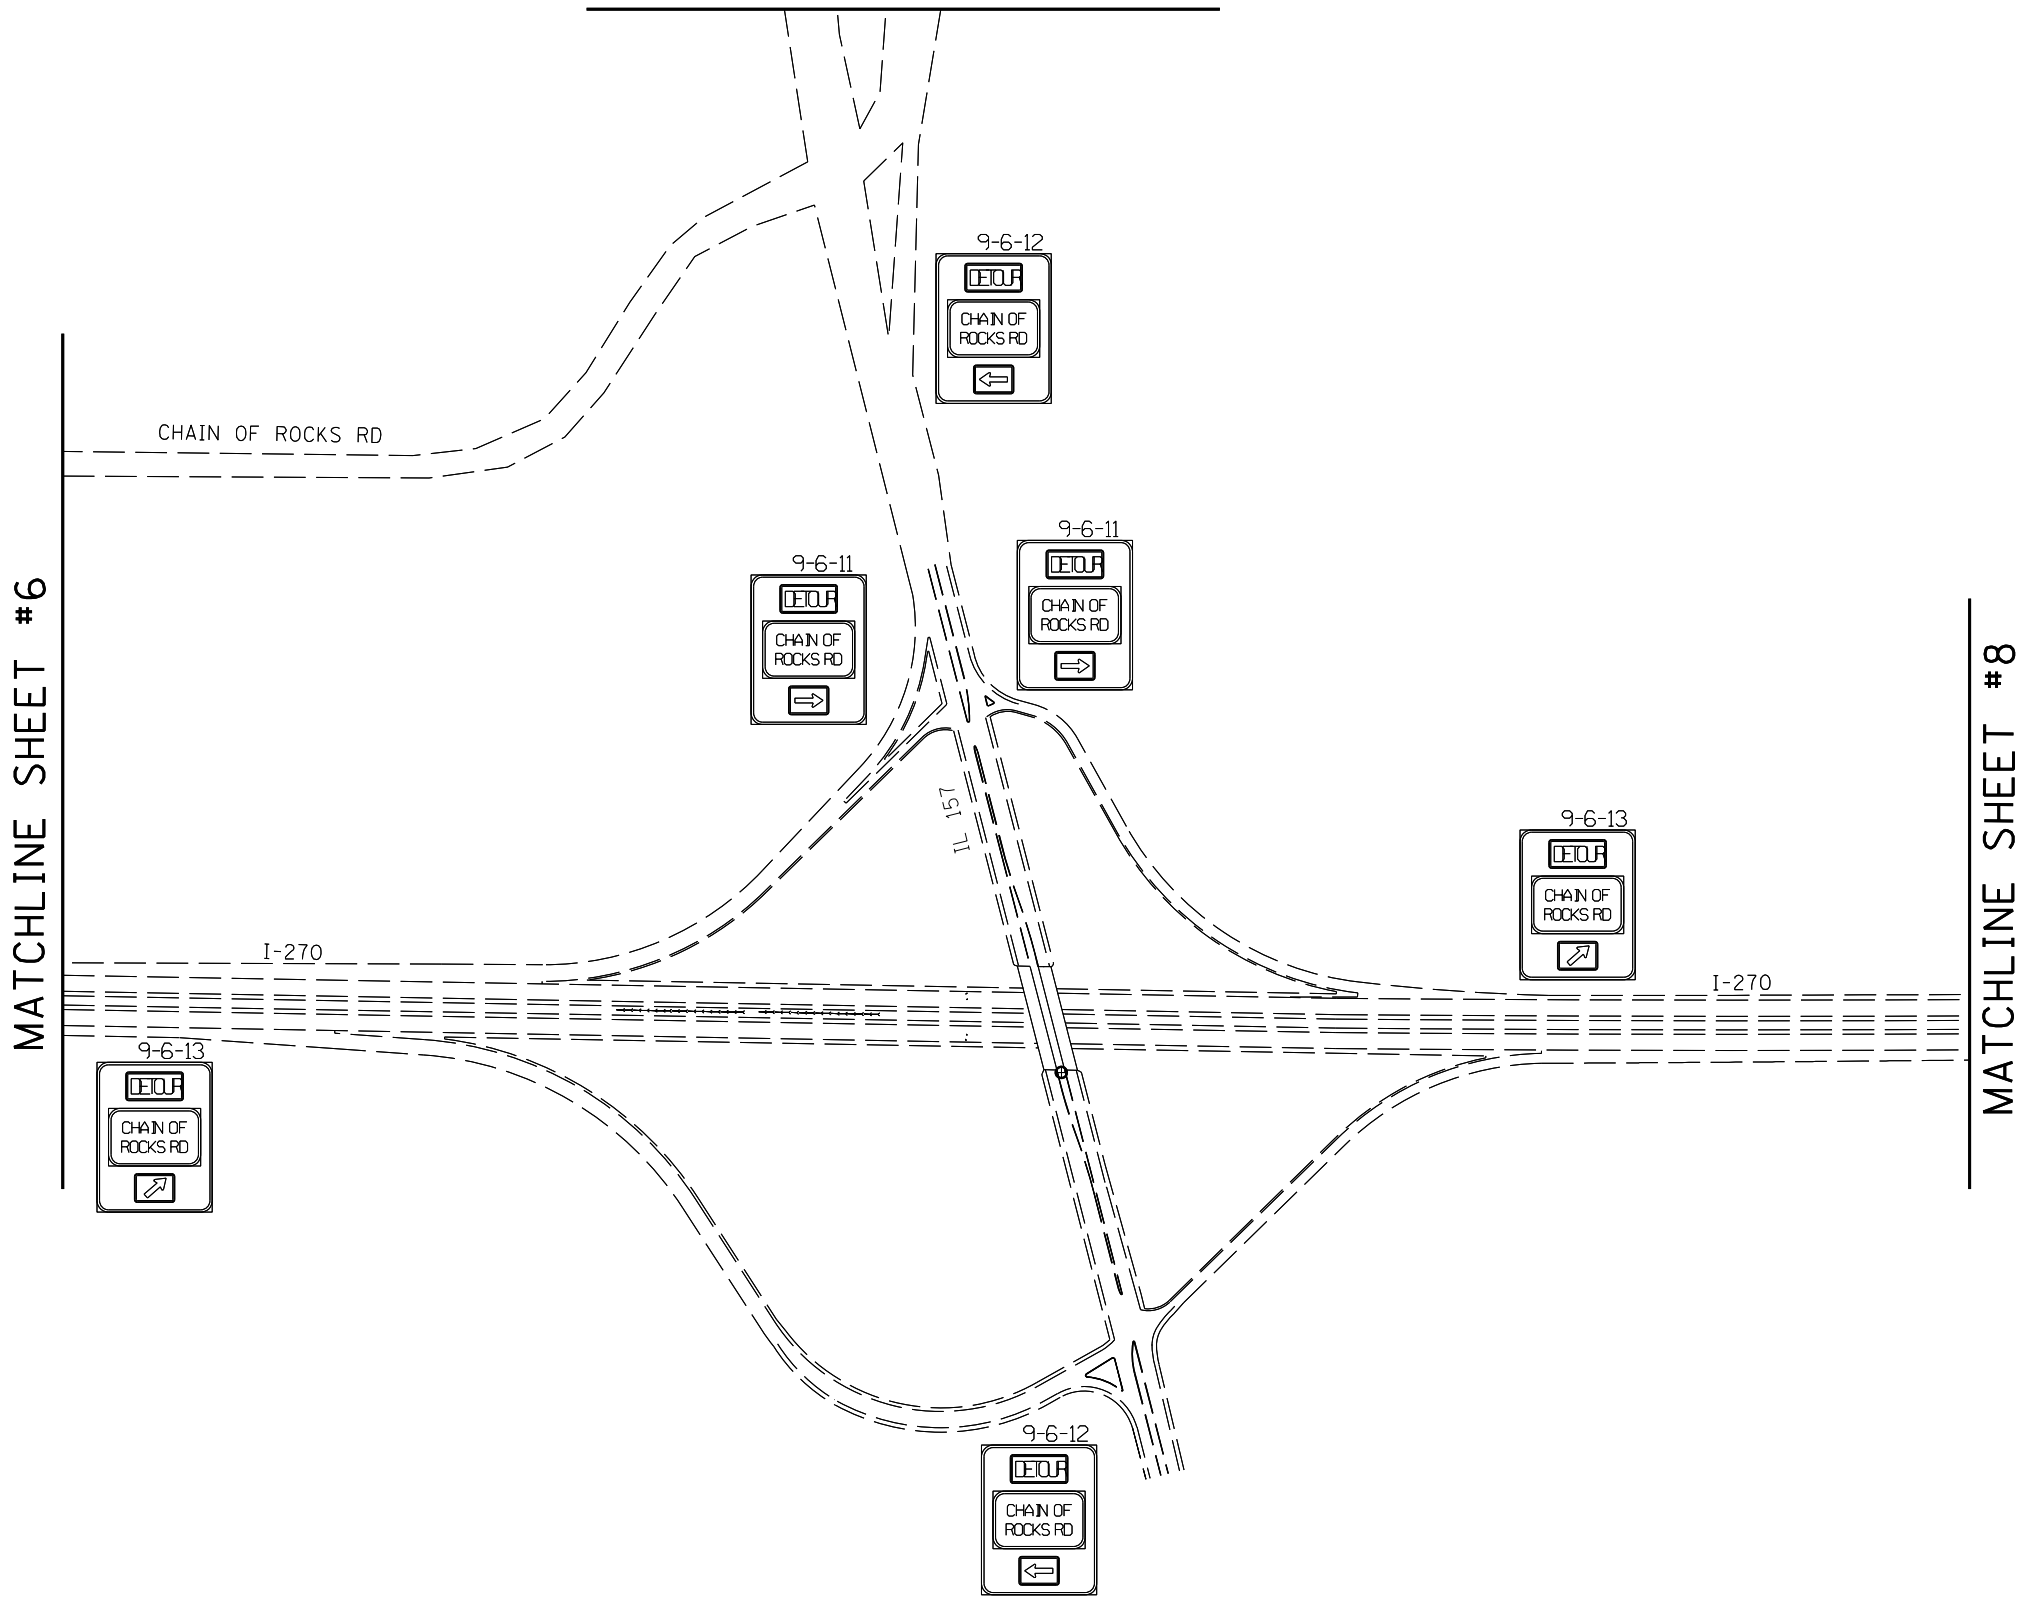 9-6-12
DETOUR
CHAIN OF
ROCKS RD
CHAIN OF ROCKS RD
9-6-11
DETOUR
CHAIN OF
ROCKS RD
9-6-11
DETOUR
CHAIN OF
ROCKS RD
MATCHLINE SHEET #6
MATCHLINE SHEET #8
IL 157
9-6-13
DETOUR
CHAIN OF
ROCKS RD
I-270
I-270
9-6-13
DETOUR
CHAIN OF
ROCKS RD
9-6-12
DETOUR
CHAIN OF
ROCKS RD